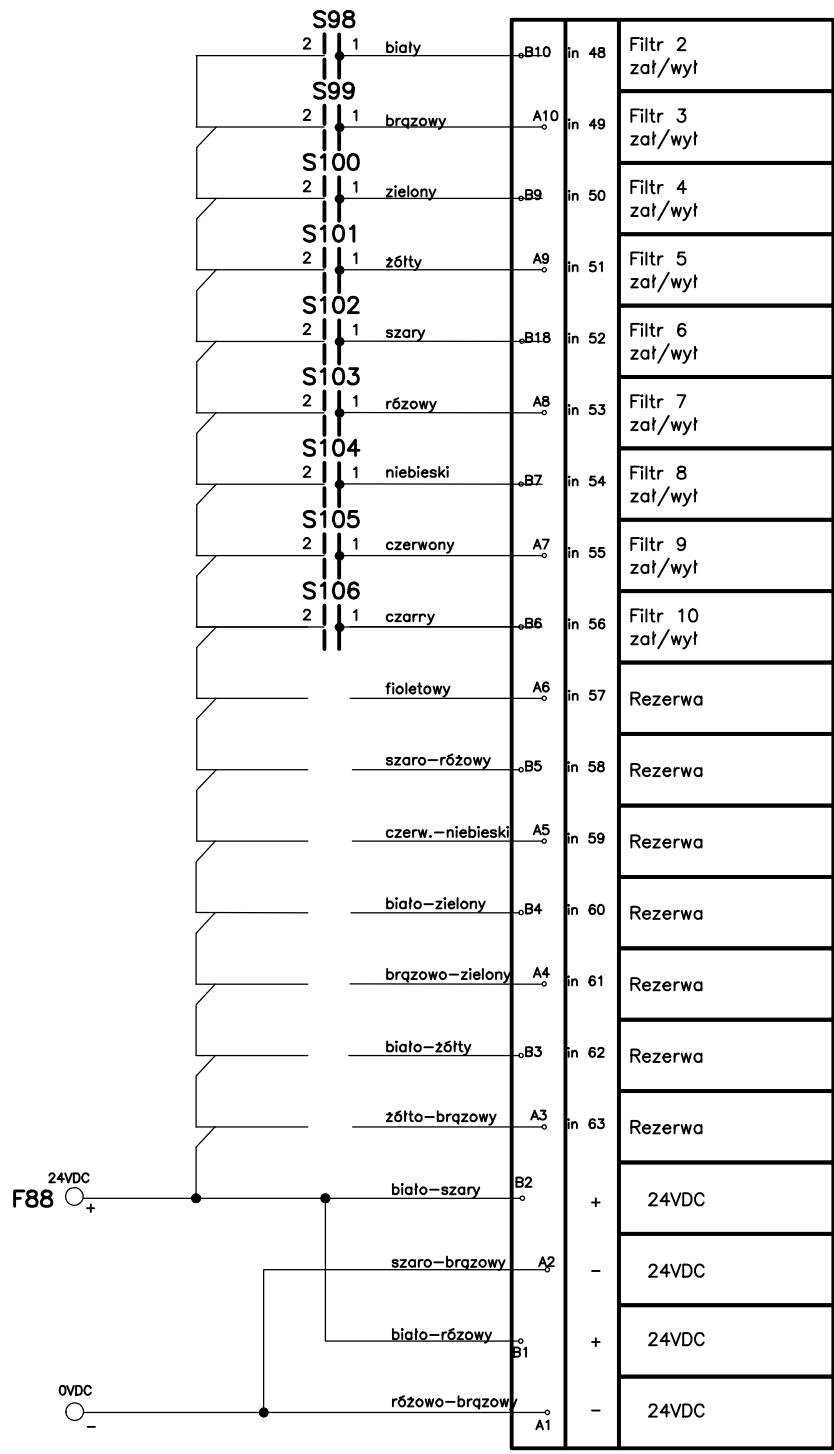 S98
2 1 biały B10 in 48 Filtr 2
zał/wył
S99
2 1 brązowy A10 in 49 Filtr 3
zał/wył
S100
2 1 zielony B9 in 50 Filtr 4
zał/wył
S101
2 1 żółty A9 in 51 Filtr 5
zał/wył
S102
2 1 szary B18 in 52 Filtr 6
zał/wył
S103
2 1 rózowy A8 in 53 Filtr 7
zał/wył
S104
2 1 niebieski B7 in 54 Filtr 8
zał/wył
S105
2 1 czerwony A7 in 55 Filtr 9
zał/wył
S106
2 1 czarry B6 in 56 Filtr 10
zał/wył
fioletowy A6 in 57 Rezerwa
szaro-różowy B5 in 58 Rezerwa
czerw.-niebieski A5 in 59 Rezerwa
biało-zielony B4 in 60 Rezerwa
brązowo-zielony A4 in 61 Rezerwa
biało-żółty B3 in 62 Rezerwa
żółto-brązowy A3 in 63 Rezerwa
F88 24VDC + biało-szary B2 + 24VDC
szaro-brązowy A2 - 24VDC
biało-rózowy B1 + 24VDC
0VDC - różowo-brązowy A1 - 24VDC